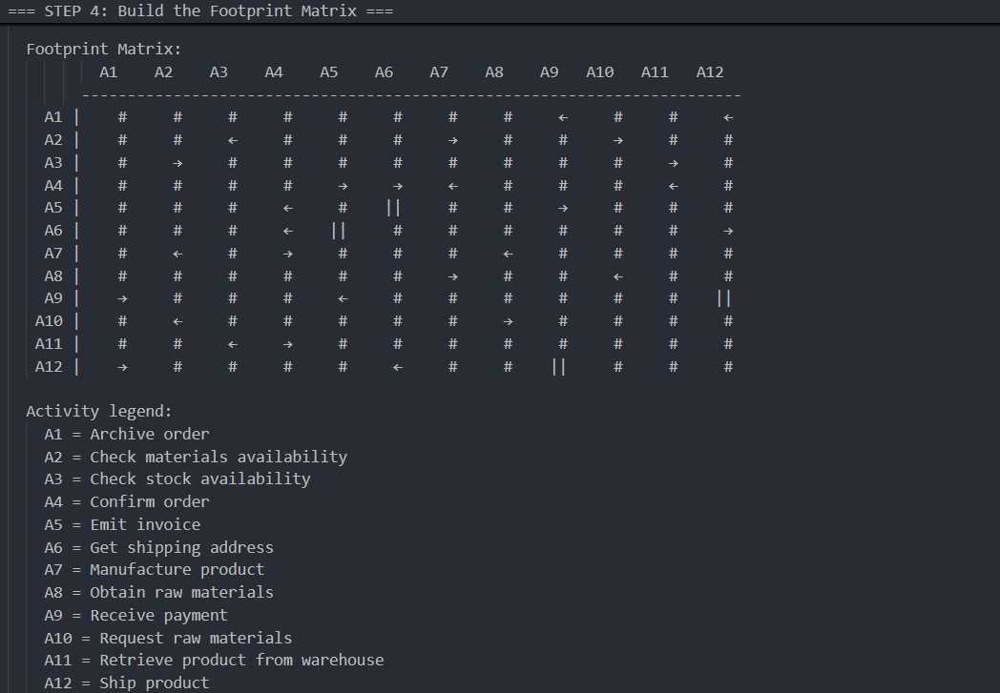 === STEP 4: Build the Footprint Matrix ===
Footprint Matrix:
A1 A2 A3 A4 A5 A6 A7 A8 A9 A10 A11 A12
------------------------------------------------------------------------
A1 | # # # # # # # # ← # # ←
A2 | # # ← # # # → # # → # #
A3 | # → # # # # # # # # → #
A4 | # # # # → → ← # # # ← #
A5 | # # # ← # || # # → # # #
A6 | # # # ← || # # # # # # →
A7 | # ← # → # # # ← # # # #
A8 | # # # # # # → # # ← # #
A9 | → # # # ← # # # # # # ||
A10 | # ← # # # # # → # # # #
A11 | # # ← → # # # # # # # #
A12 | → # # # # ← # # || # # #
Activity legend:
A1 = Archive order
A2 = Check materials availability
A3 = Check stock availability
A4 = Confirm order
A5 = Emit invoice
A6 = Get shipping address
A7 = Manufacture product
A8 = Obtain raw materials
A9 = Receive payment
A10 = Request raw materials
A11 = Retrieve product from warehouse
A12 = Ship product